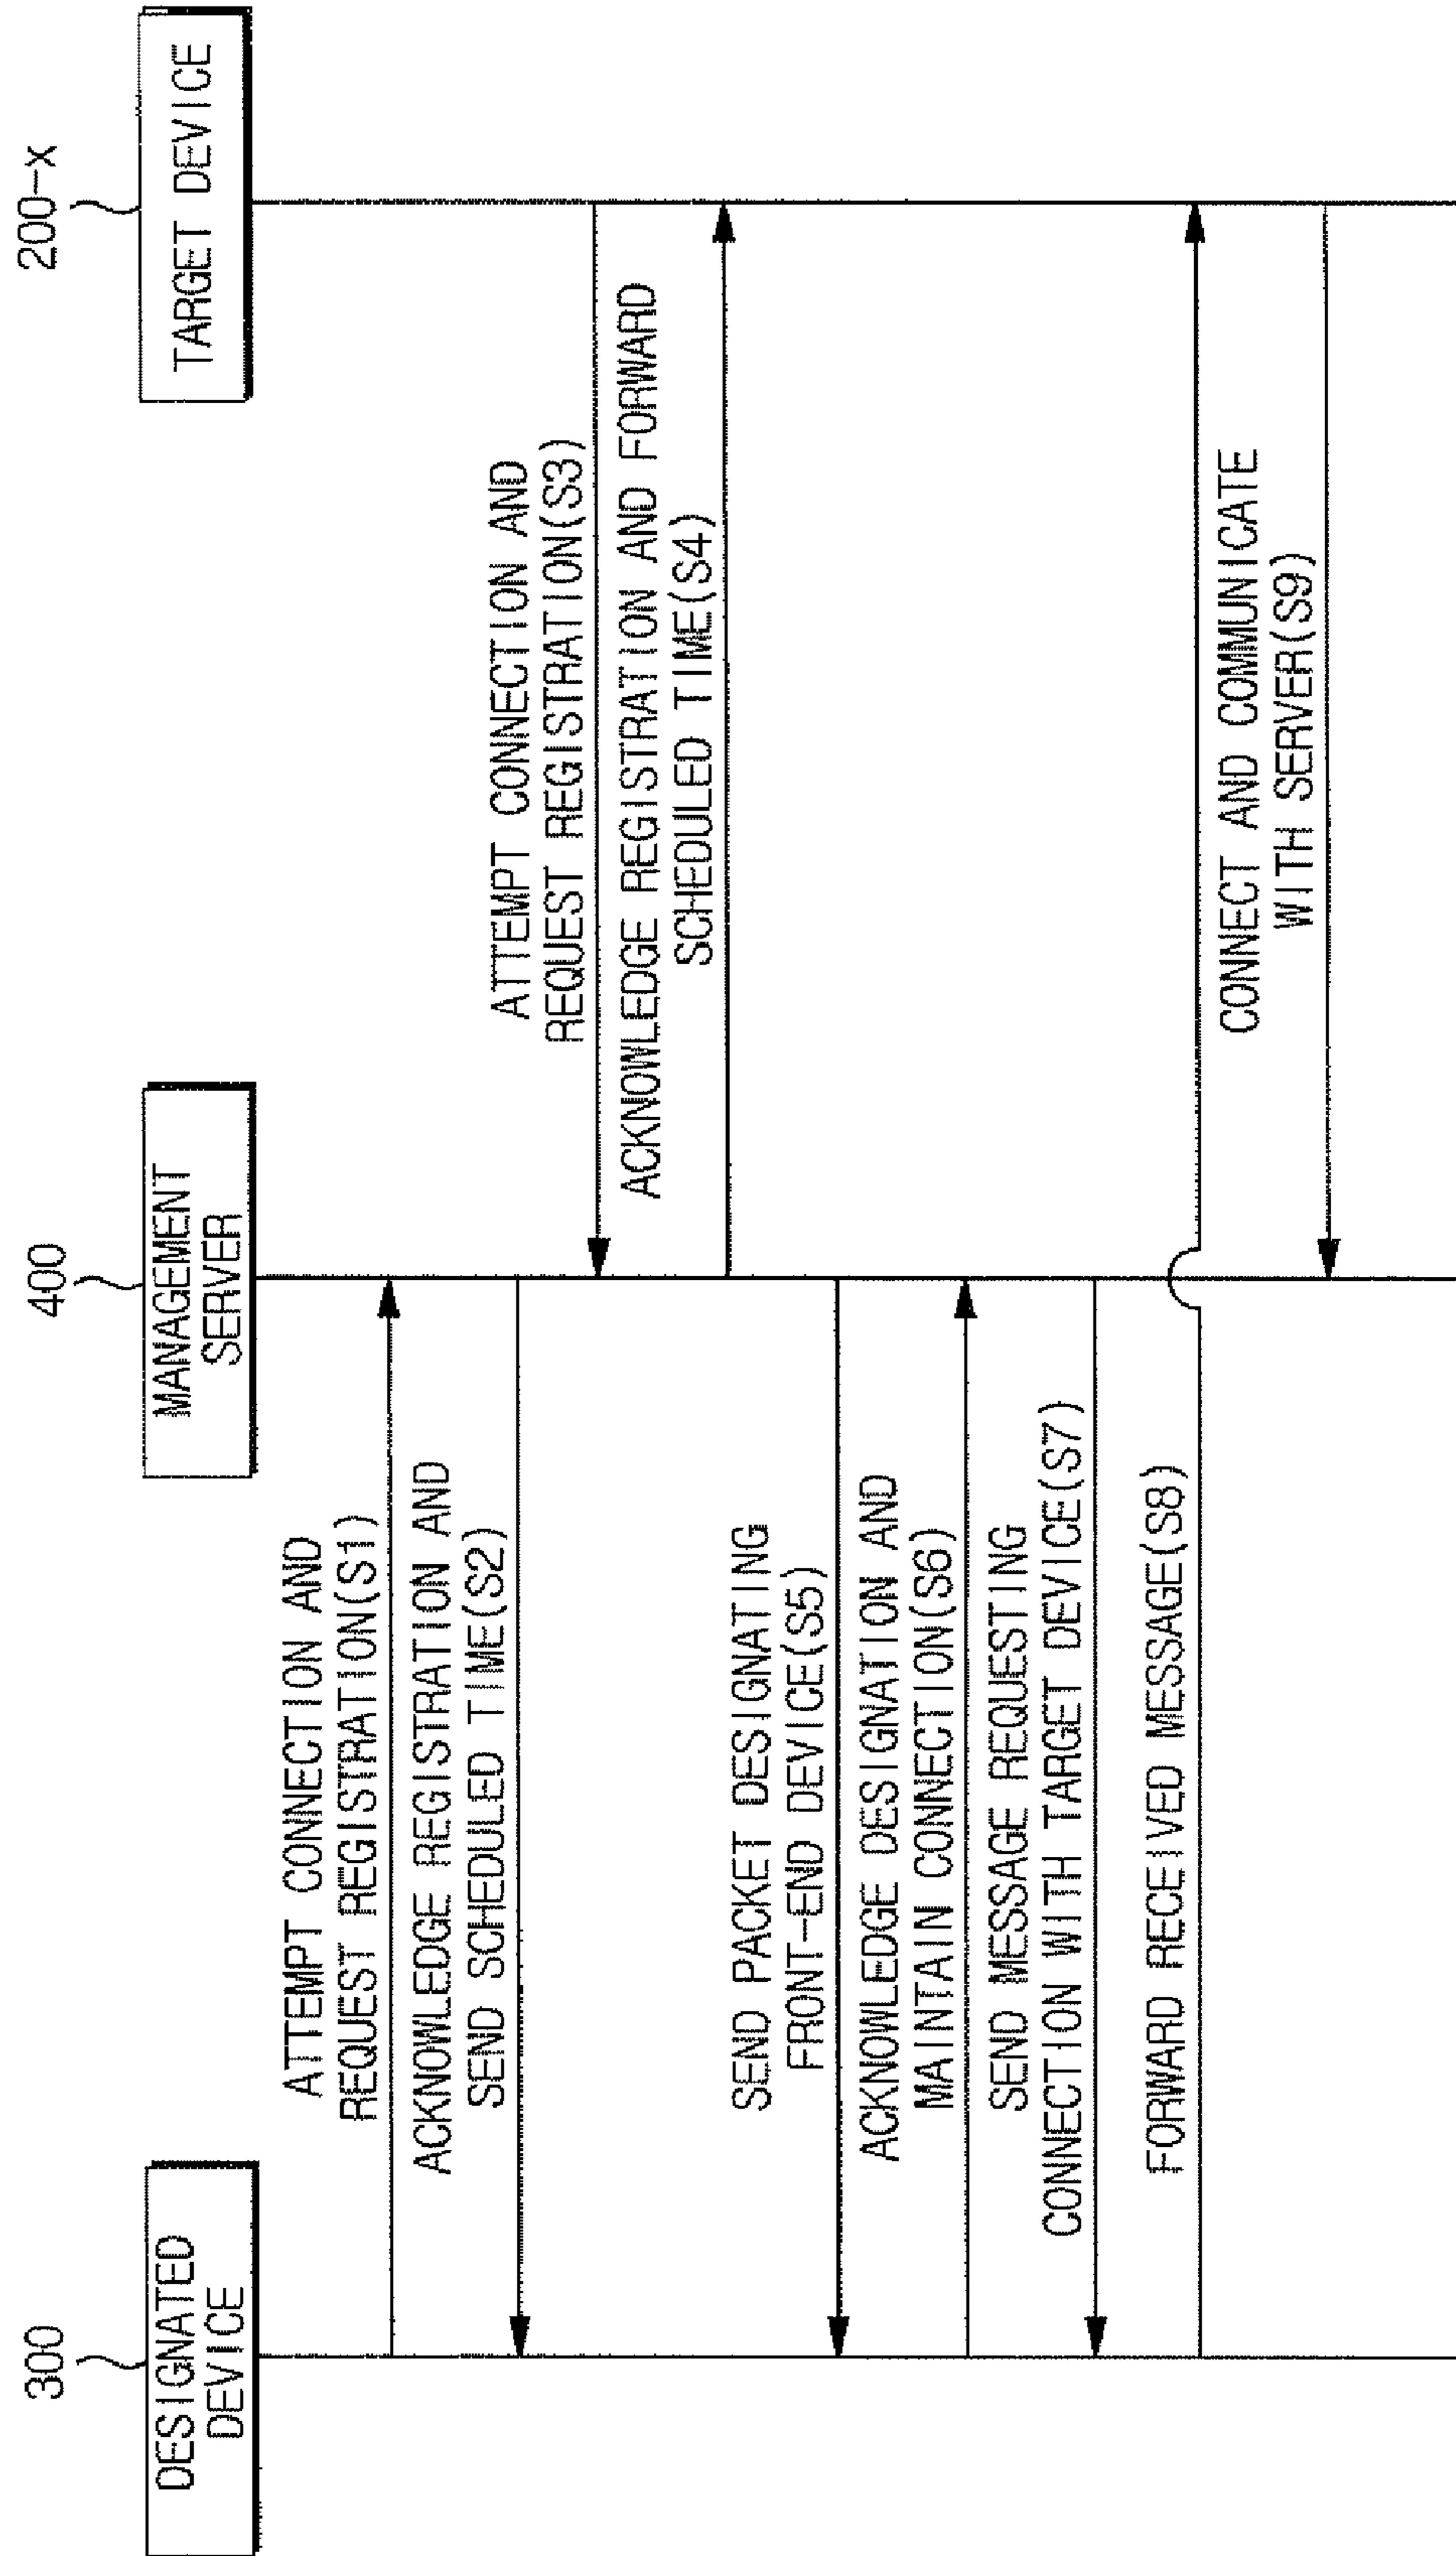 300
DESIGNATED
DEVICE
400
MANAGEMENT
SERVER
200-x
TARGET DEVICE
ATTEMPT CONNECTION AND
REQUEST REGISTRATION(S1)
ACKNOWLEDGE REGISTRATION AND
SEND SCHEDULED TIME(S2)
ATTEMPT CONNECTION AND
REQUEST REGISTRATION(S3)
ACKNOWLEDGE REGISTRATION AND FORWARD
SCHEDULED TIME(S4)
SEND PACKET DESIGNATING
FRONT-END DEVICE(S5)
ACKNOWLEDGE DESIGNATION AND
MAINTAIN CONNECTION(S6)
SEND MESSAGE REQUESTING
CONNECTION WITH TARGET DEVICE(S7)
FORWARD RECEIVED MESSAGE(S8)
CONNECT AND COMMUNICATE
WITH SERVER(S9)